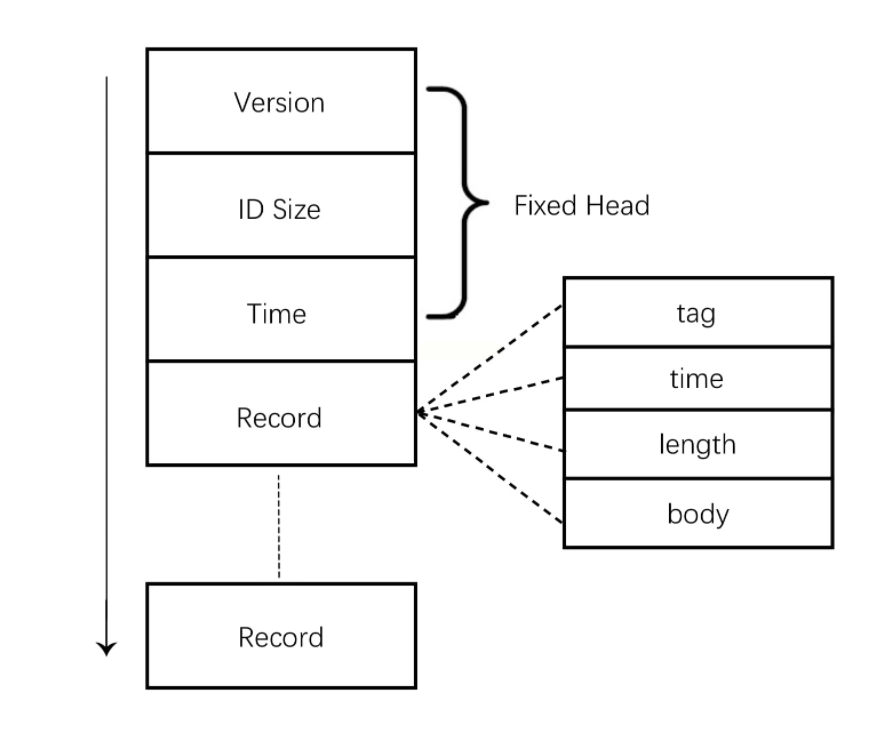 Version
ID Size
Fixed Head
Time
Record
tag
time
length
body
Record